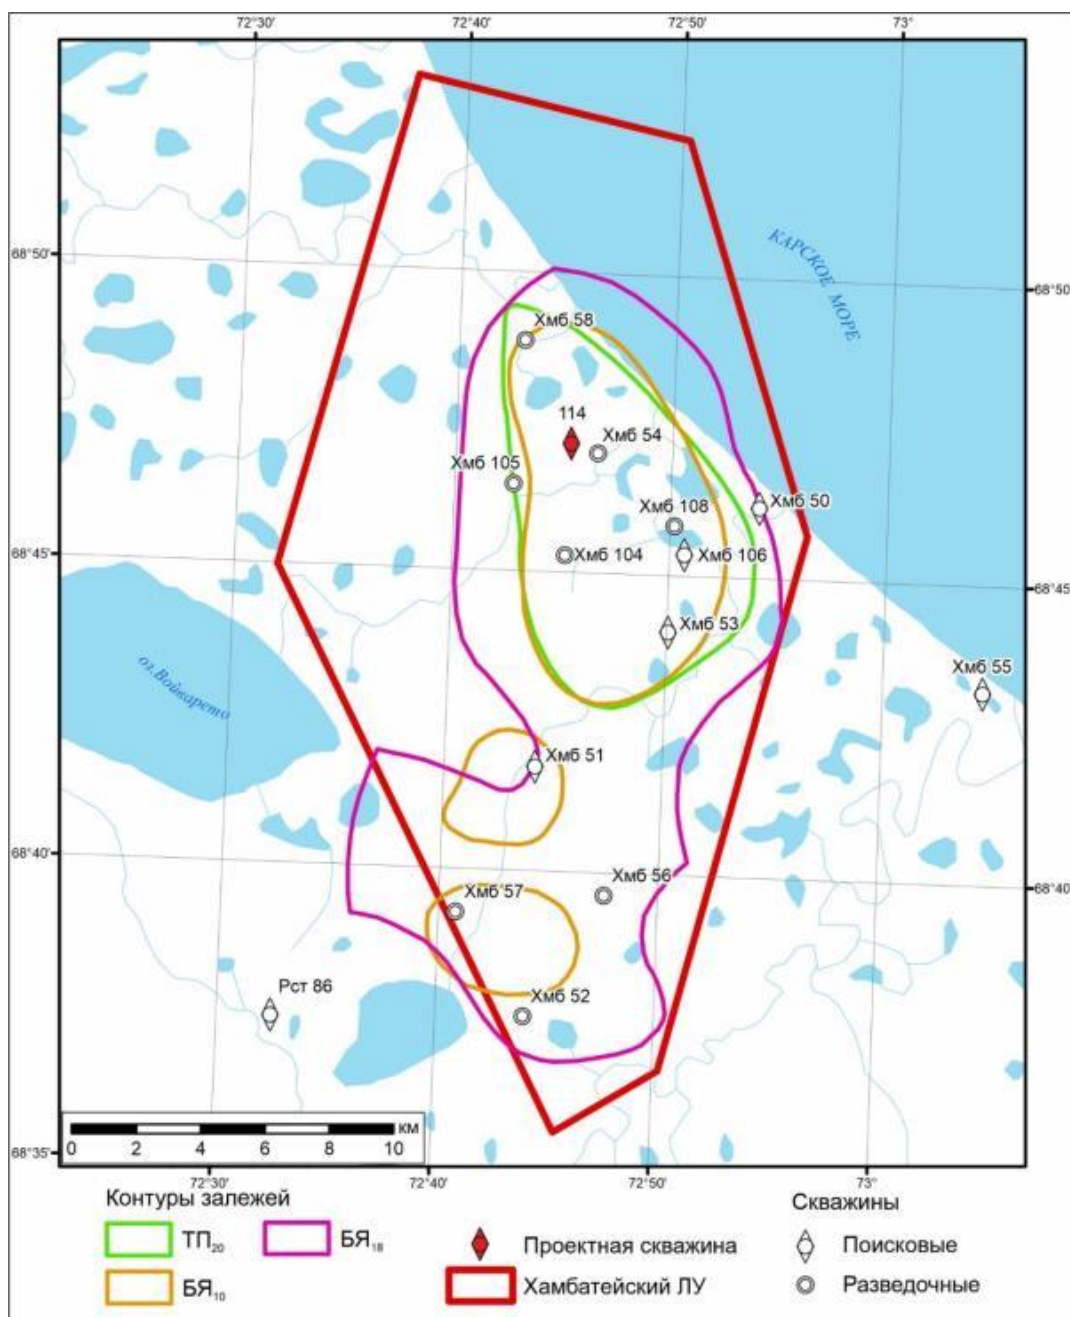 72°30'
72°40'
72°50'
73°
КАРСКОЕ МОРЕ
68°50'
68°50'
Хмб 58
114
Хмб 54
Хмб 105
Хмб 50
Хмб 108
Хмб 104
Хмб 106
68°45'
68°45'
Хмб 53
Хмб 55
оз.Войварето
Хмб 51
68°40'
68°40'
Хмб 56
Хмб 57
Рст 86
Хмб 52
км
0 2 4 6 8 10
68°35'
72°30'
72°40'
72°50'
73°
Контуры залежей
Скважины
ТП₂₀
БЯ₁₈
Проектная скважина
Поисковые
БЯ₁₀
Хамбатейский ЛУ
Разведочные